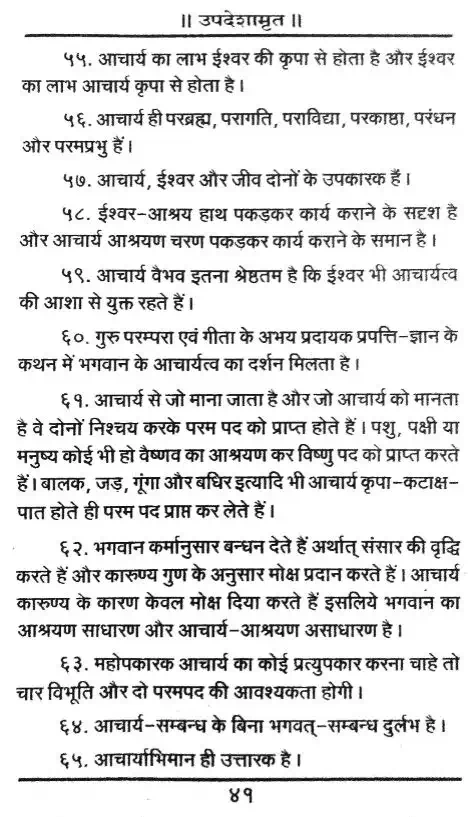 ॥ उपदेशामृत ॥
५५. आचार्य का लाभ ईश्वर की कृपा से होता है और ईश्वर
का लाभ आचार्य कृपा से होता है।
५६. आचार्य ही परब्रह्म, परागति, पराविद्या, परकाष्ठा, परंधन
और परमप्रभु हैं।
५७. आचार्य, ईश्वर और जीव दोनों के उपकारक हैं।
५८. ईश्वर-आश्रय हाथ पकड़कर कार्य कराने के सदृश है
और आचार्य आश्रयण चरण पकड़कर कार्य कराने के समान है।
५९. आचार्य वैभव इतना श्रेष्ठतम है कि ईश्वर भी आचार्यत्व
की आशा से युक्त रहते हैं।
६०. गुरु परम्परा एवं गीता के अभय प्रदायक प्रपत्ति-ज्ञान के
कथन में भगवान के आचार्यत्व का दर्शन मिलता है।
६१. आचार्य से जो माना जाता है और जो आचार्य को मानता
है वे दोनों निश्चय करके परम पद को प्राप्त होते हैं। पशु, पक्षी या
मनुष्य कोई भी हो वैष्णव का आश्रयण कर विष्णु पद को प्राप्त करते
हैं। बालक, जड़, गूंगा और बधिर इत्यादि भी आचार्य कृपा-कटाक्ष-
पात होते ही परम पद प्राप्त कर लेते हैं।
६२. भगवान कर्मानुसार बन्धन देते हैं अर्थात् संसार की वृद्धि
करते हैं और कारुण्य गुण के अनुसार मोक्ष प्रदान करते हैं। आचार्य
कारुण्य के कारण केवल मोक्ष दिया करते हैं इसलिये भगवान का
आश्रयण साधारण और आचार्य-आश्रयण असाधारण है।
६३. महोपकारक आचार्य का कोई प्रत्युपकार करना चाहे तो
चार विभूति और दो परमपद की आवश्यकता होगी।
६४. आचार्य-सम्बन्ध के बिना भगवत्-सम्बन्ध दुर्लभ है।
६५. आचार्याभिमान ही उत्तारक है।
४१